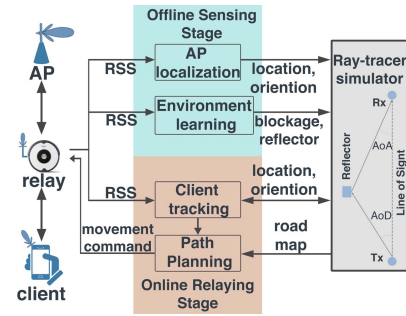 Offline Sensing
Stage
AP
RSS
AP
localization
location,
oriention
Ray-tracer
simulator
RSS
Environment
learning
blockage,
reflector
Rx
AoA
Reflector
Line of Signt
AoD
Tx
relay
RSS
Client
tracking
location,
oriention
movement
command
Path
Planning
road
map
client
Online Relaying
Stage